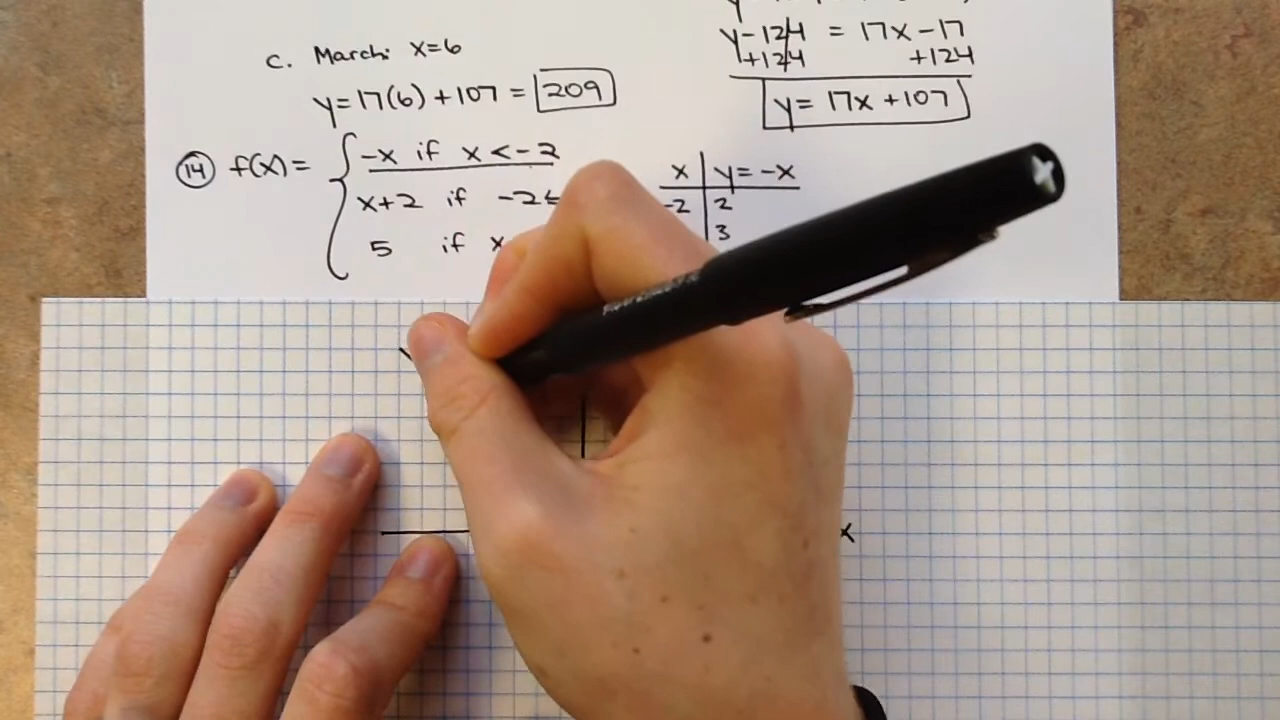 y-124 = 17x-17
+124 +124
y= 17x +107
c. March: x=6
y=17(6)+107 = 209
14 f(x)= -x if x<-2
x+2 if -2≤
5 if x
x y=-x
-2 2
3
x